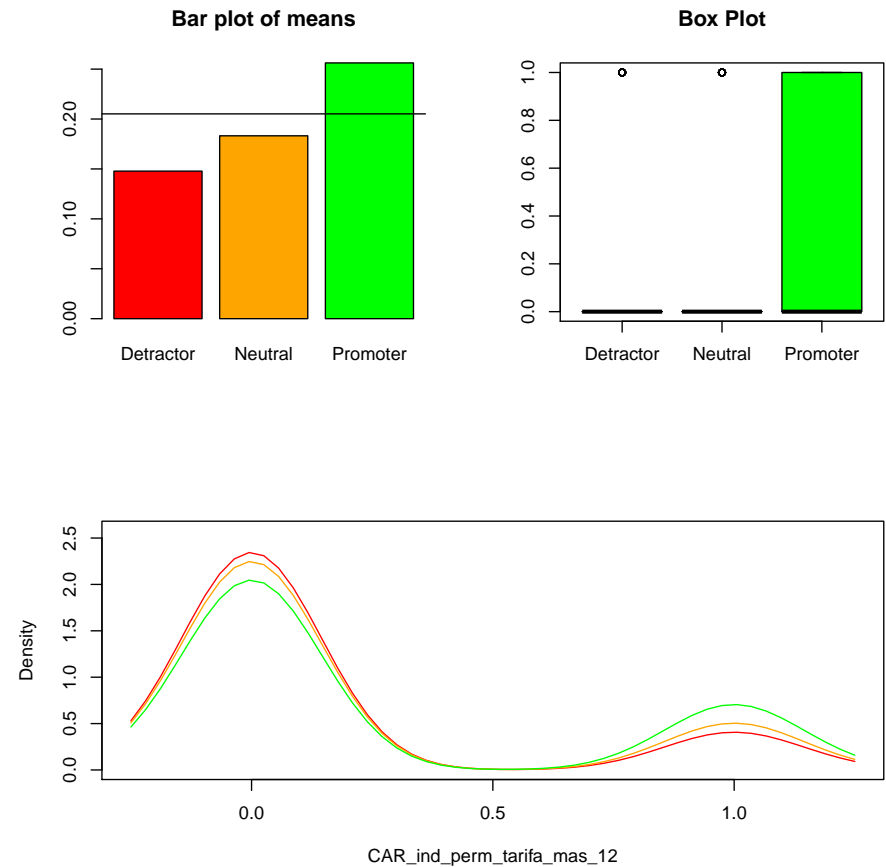 Bar plot of means
0.00 0.10 0.20
Detractor Neutral Promoter
Box Plot
0.0 0.2 0.4 0.6 0.8 1.0
Detractor Neutral Promoter
Density
0.0 0.5 1.0 1.5 2.0 2.5
0.0 0.5 1.0
CAR_ind_perm_tarifa_mas_12